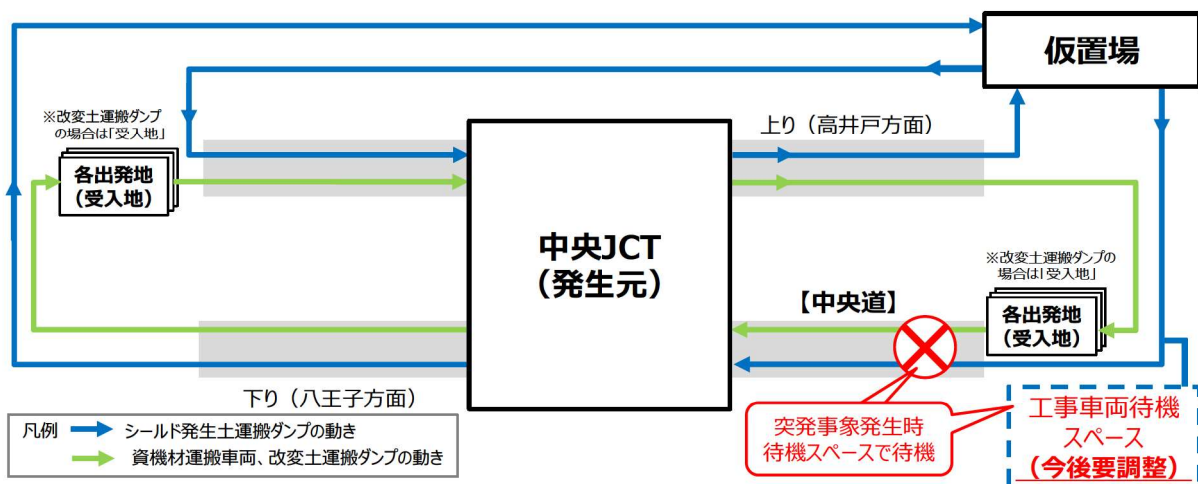 仮置場
※改変土運搬ダンプ
の場合は「受入地」
各出発地
(受入地)
上り（高井戸方面）
中央JCT
(発生元)
※改変土運搬ダンプの
場合は「受入地」
【中央道】
各出発地
(受入地)
下り（八王子方面）
突発事象発生時
待機スペースで待機
工事車両待機
スペース
(今後要調整)
凡例 シールド発生土運搬ダンプの動き
資機材運搬車両、改変土運搬ダンプの動き